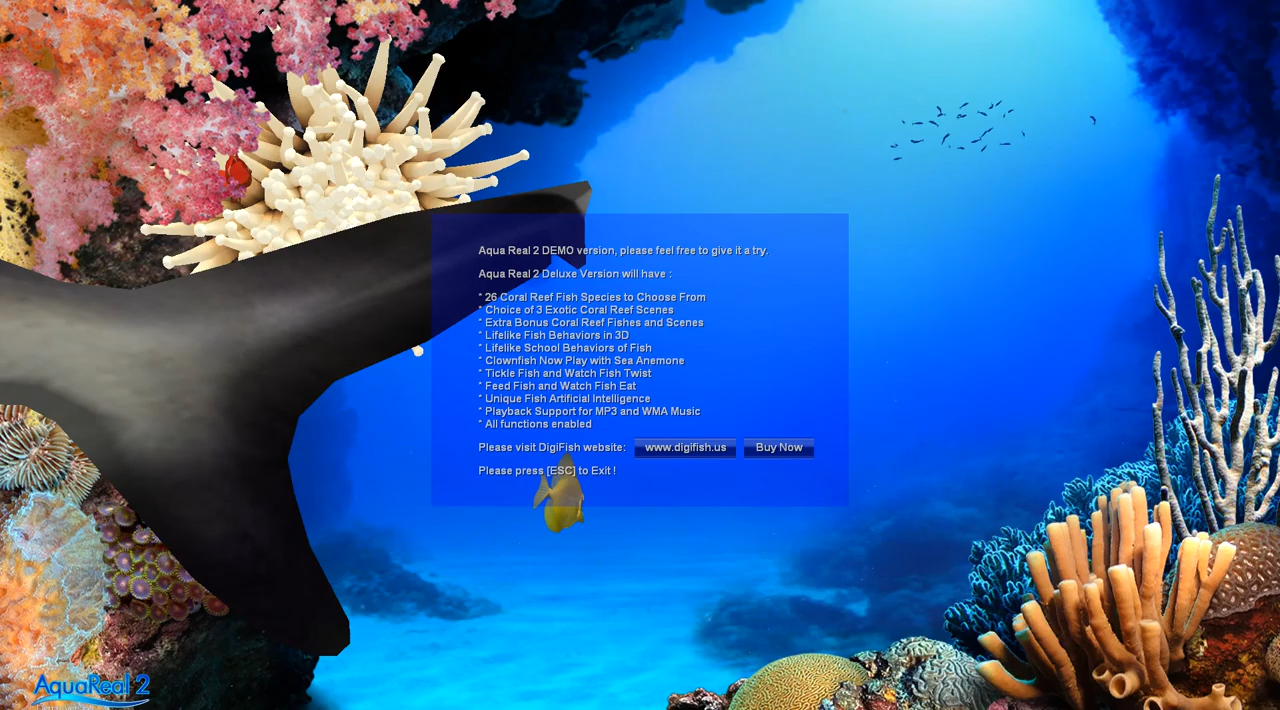 Aqua Real 2 DEMO version, please feel free to give it a try.
Aqua Real 2 Deluxe Version will have :
* 26 Coral Reef Fish Species to Choose From
* Choice of 3 Exotic Coral Reef Scenes
* Extra Bonus Coral Reef Fishes and Scenes
* Lifelike Fish Behaviors in 3D
* Lifelike School Behaviors of Fish
* Clownfish Now Play with Sea Anemone
* Tickle Fish and Watch Fish Twist
* Feed Fish and Watch Fish Eat
* Unique Fish Artificial Intelligence
* Playback Support for MP3 and WMA Music
* All functions enabled
Please visit DigiFish website: www.digifish.us Buy Now
Please press [ESC] to Exit !
AquaReal 2